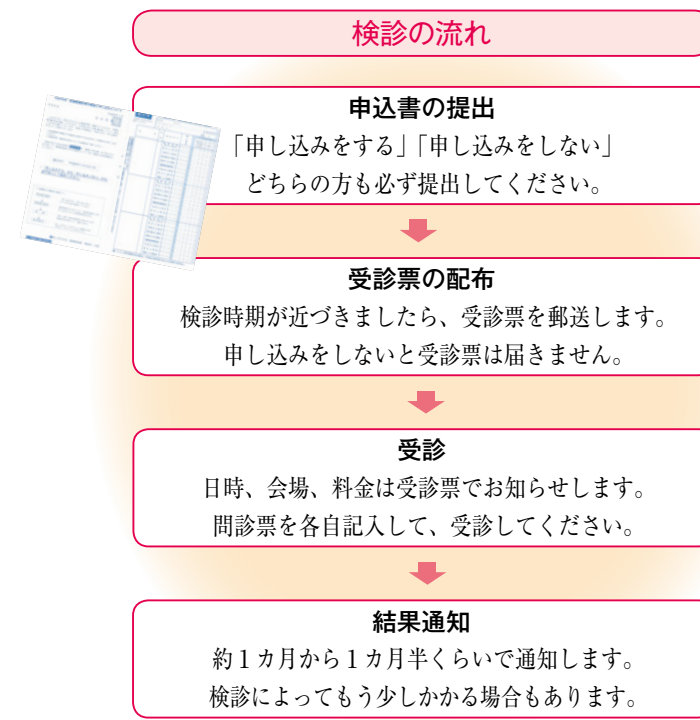 検診の流れ
申込書の提出
「申し込みをする」「申し込みをしない」
どちらの方も必ず提出してください。
受診票の配布
検診時期が近づきましたら、受診票を郵送します。
申し込みをしないと受診票は届きません。
受診
日時、会場、料金は受診票でお知らせします。
問診票を各自記入して、受診してください。
結果通知
約１カ月から１カ月半くらいで通知します。
検診によってもう少しかかる場合もあります。